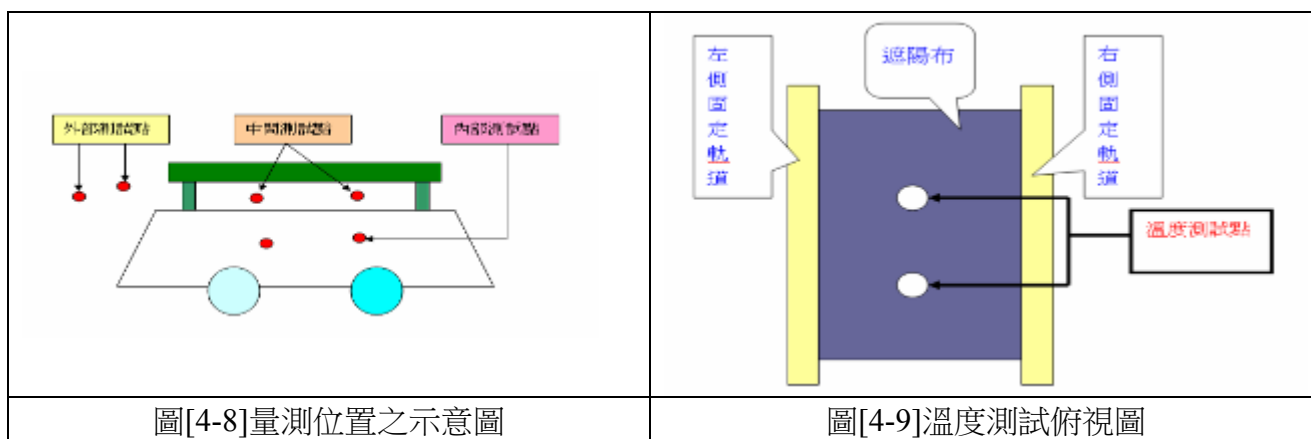 外部測試點
中間測試點
內部測試點
左側固定軌道
遮陽布
右側固定軌道
溫度測試點
圖[4-8]量測位置之示意圖
圖[4-9]溫度測試俯視圖